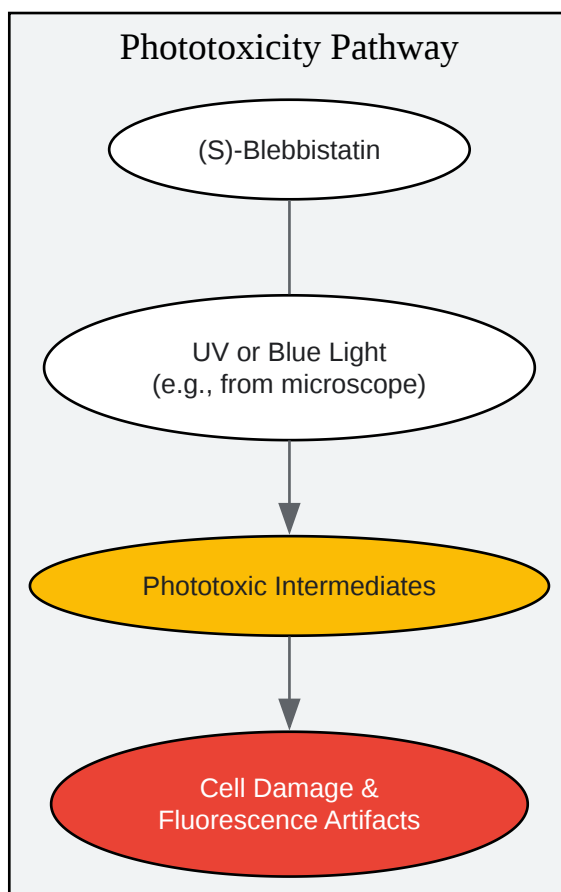 Phototoxicity Pathway
(S)-Blebbistatin
UV or Blue Light
(e.g., from microscope)
Phototoxic Intermediates
Cell Damage &
Fluorescence Artifacts